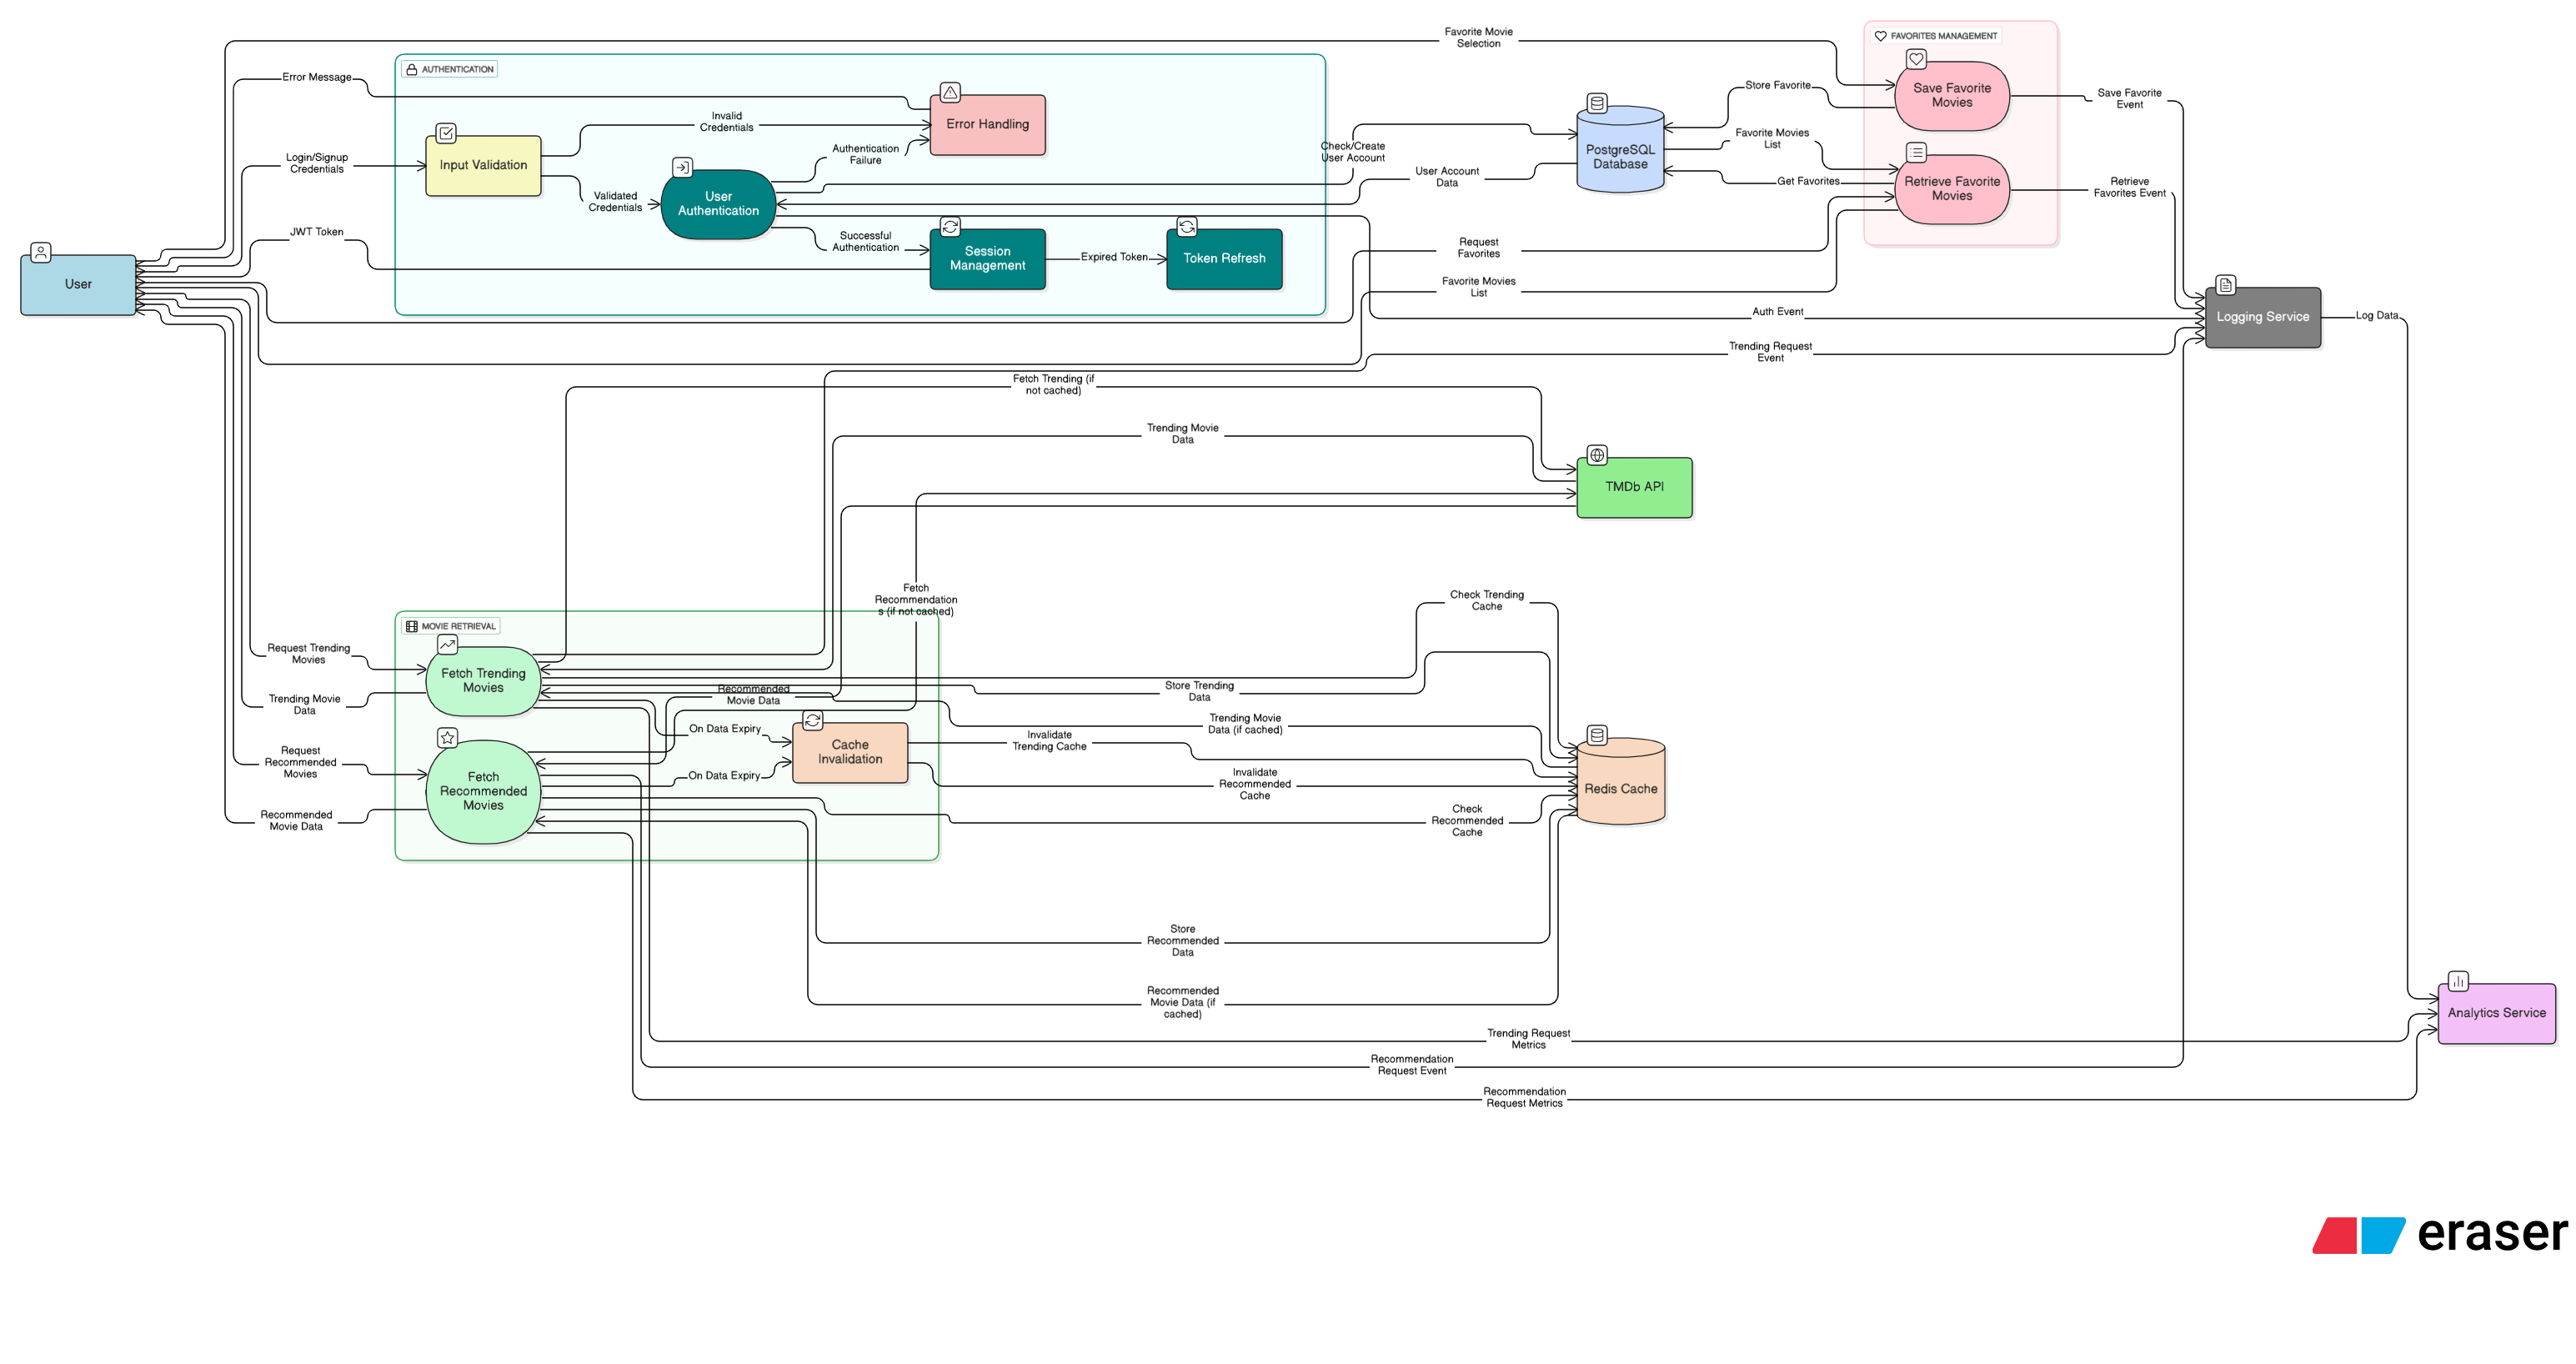 Favorite Movie
Selection
FAVORITES MANAGEMENT
AUTHENTICATION
Error Message
Save Favorite
Movies
Store Favorite
Save Favorite
Event
Error Handling
Invalid
Credentials
Input Validation
Login/Signup
Credentials
Authentication
Failure
Check/Create
User Account
PostgreSQL
Database
Favorite Movies
List
User Account
Data
Get Favorites
Retrieve Favorite
Movies
Retrieve
Favorites Event
Validated
Credentials
User
Authentication
JWT Token
Successful
Authentication
Session
Management
Expired Token
Token Refresh
Request
Favorites
User
Favorite Movies
List
Auth Event
Logging Service
Log Data
Trending Request
Event
Fetch Trending (if
not cached)
Trending Movie
Data
TMDb API
Fetch
Recommendation
s (if not cached)
Check Trending
Cache
MOVIE RETRIEVAL
Request Trending
Movies
Fetch Trending
Movies
Trending Movie
Data
Recommended
Movie Data
Store Trending
Data
On Data Expiry
Trending Movie
Data (if cached)
Invalidate
Trending Cache
Cache
Invalidation
Request
Recommended
Movies
Fetch
Recommended
Movies
On Data Expiry
Invalidate
Recommended
Cache
Redis Cache
Recommended
Movie Data
Check
Recommended
Cache
Store
Recommended
Data
Recommended
Movie Data (if
cached)
Analytics Service
Trending Request
Metrics
Recommendation
Request Event
Recommendation
Request Metrics
eraser